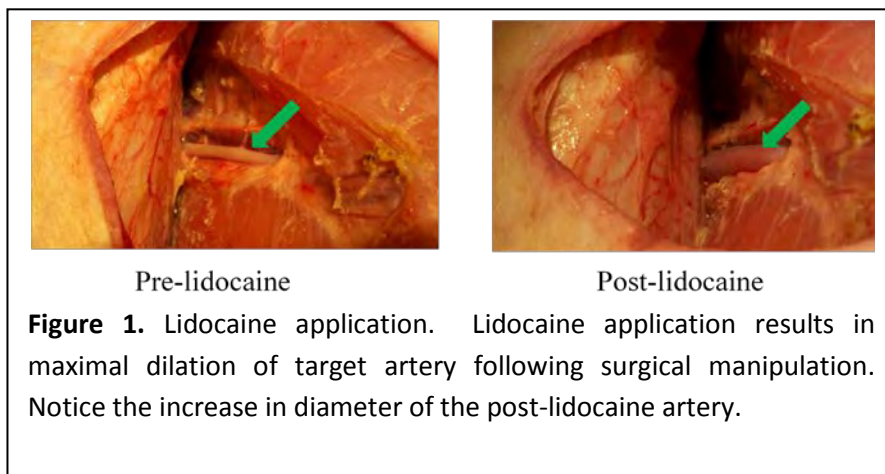 Pre-lidocaine
Post-lidocaine
Figure 1. Lidocaine application. Lidocaine application results in
maximal dilation of target artery following surgical manipulation.
Notice the increase in diameter of the post-lidocaine artery.